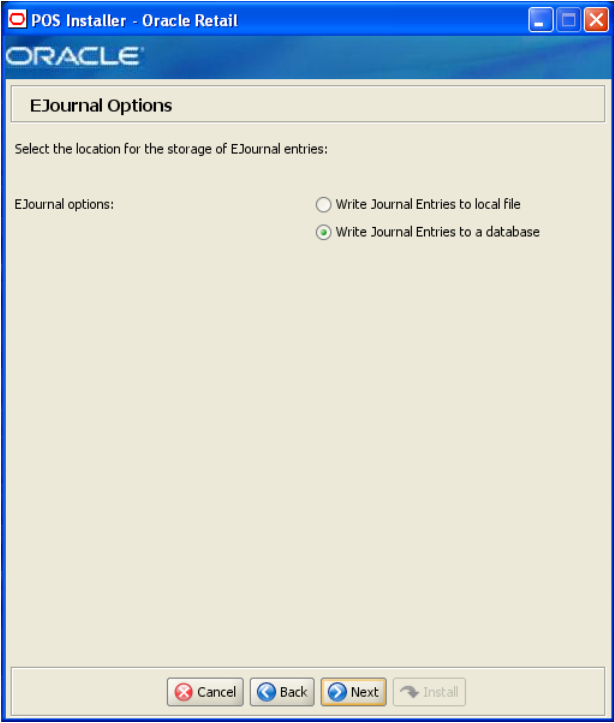 POS Installer - Oracle Retail
ORACLE
EJournal Options
Select the location for the storage of EJournal entries:
EJournal options:
Write Journal Entries to local file
Write Journal Entries to a database
Cancel Back Next Install